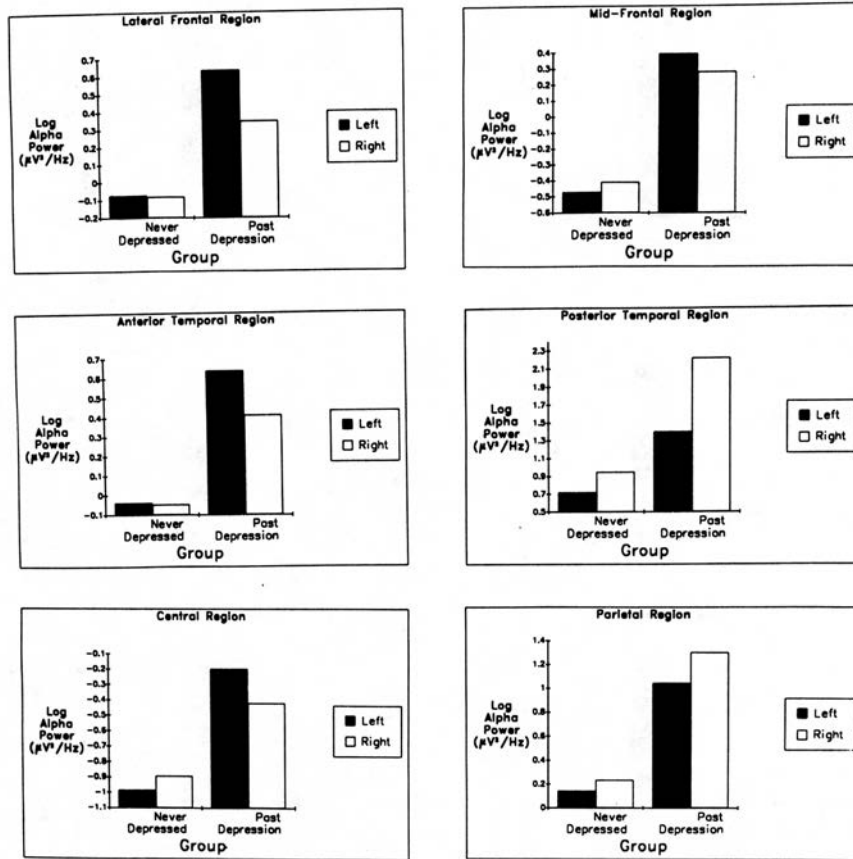 Lateral Frontal Region
0.7
0.6
0.5
0.4
0.3
0.2
0.1
0
-0.1
-0.2
Log
Alpha
Power
(µV²/Hz)
Left
Right
Never
Depressed
Past
Depression
Group
Mid-Frontal Region
0.4
0.3
0.2
0.1
0
-0.1
-0.2
-0.3
-0.4
-0.5
-0.6
Log
Alpha
Power
(µV²/Hz)
Left
Right
Never
Depressed
Past
Depression
Group
Anterior Temporal Region
0.7
0.6
0.5
0.4
0.3
0.2
0.1
0
-0.1
Log
Alpha
Power
(µV²/Hz)
Left
Right
Never
Depressed
Past
Depression
Group
Posterior Temporal Region
2.3
2.1
1.9
1.7
1.5
1.3
1.1
0.9
0.7
0.5
Log
Alpha
Power
(µV²/Hz)
Left
Right
Never
Depressed
Past
Depression
Group
Central Region
-0.1
-0.2
-0.3
-0.4
-0.5
-0.6
-0.7
-0.8
-0.9
-1
-1.1
Log
Alpha
Power
(µV²/Hz)
Left
Right
Never
Depressed
Past
Depression
Group
Parietal Region
1.4
1.2
1
0.8
0.6
0.4
0.2
0
Log
Alpha
Power
(µV²/Hz)
Left
Right
Never
Depressed
Past
Depression
Group